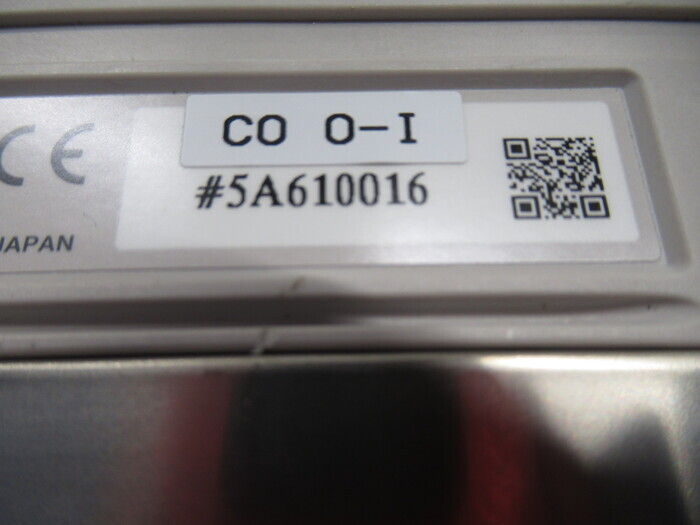 CO O-I
CE
#5A610016
JAPAN